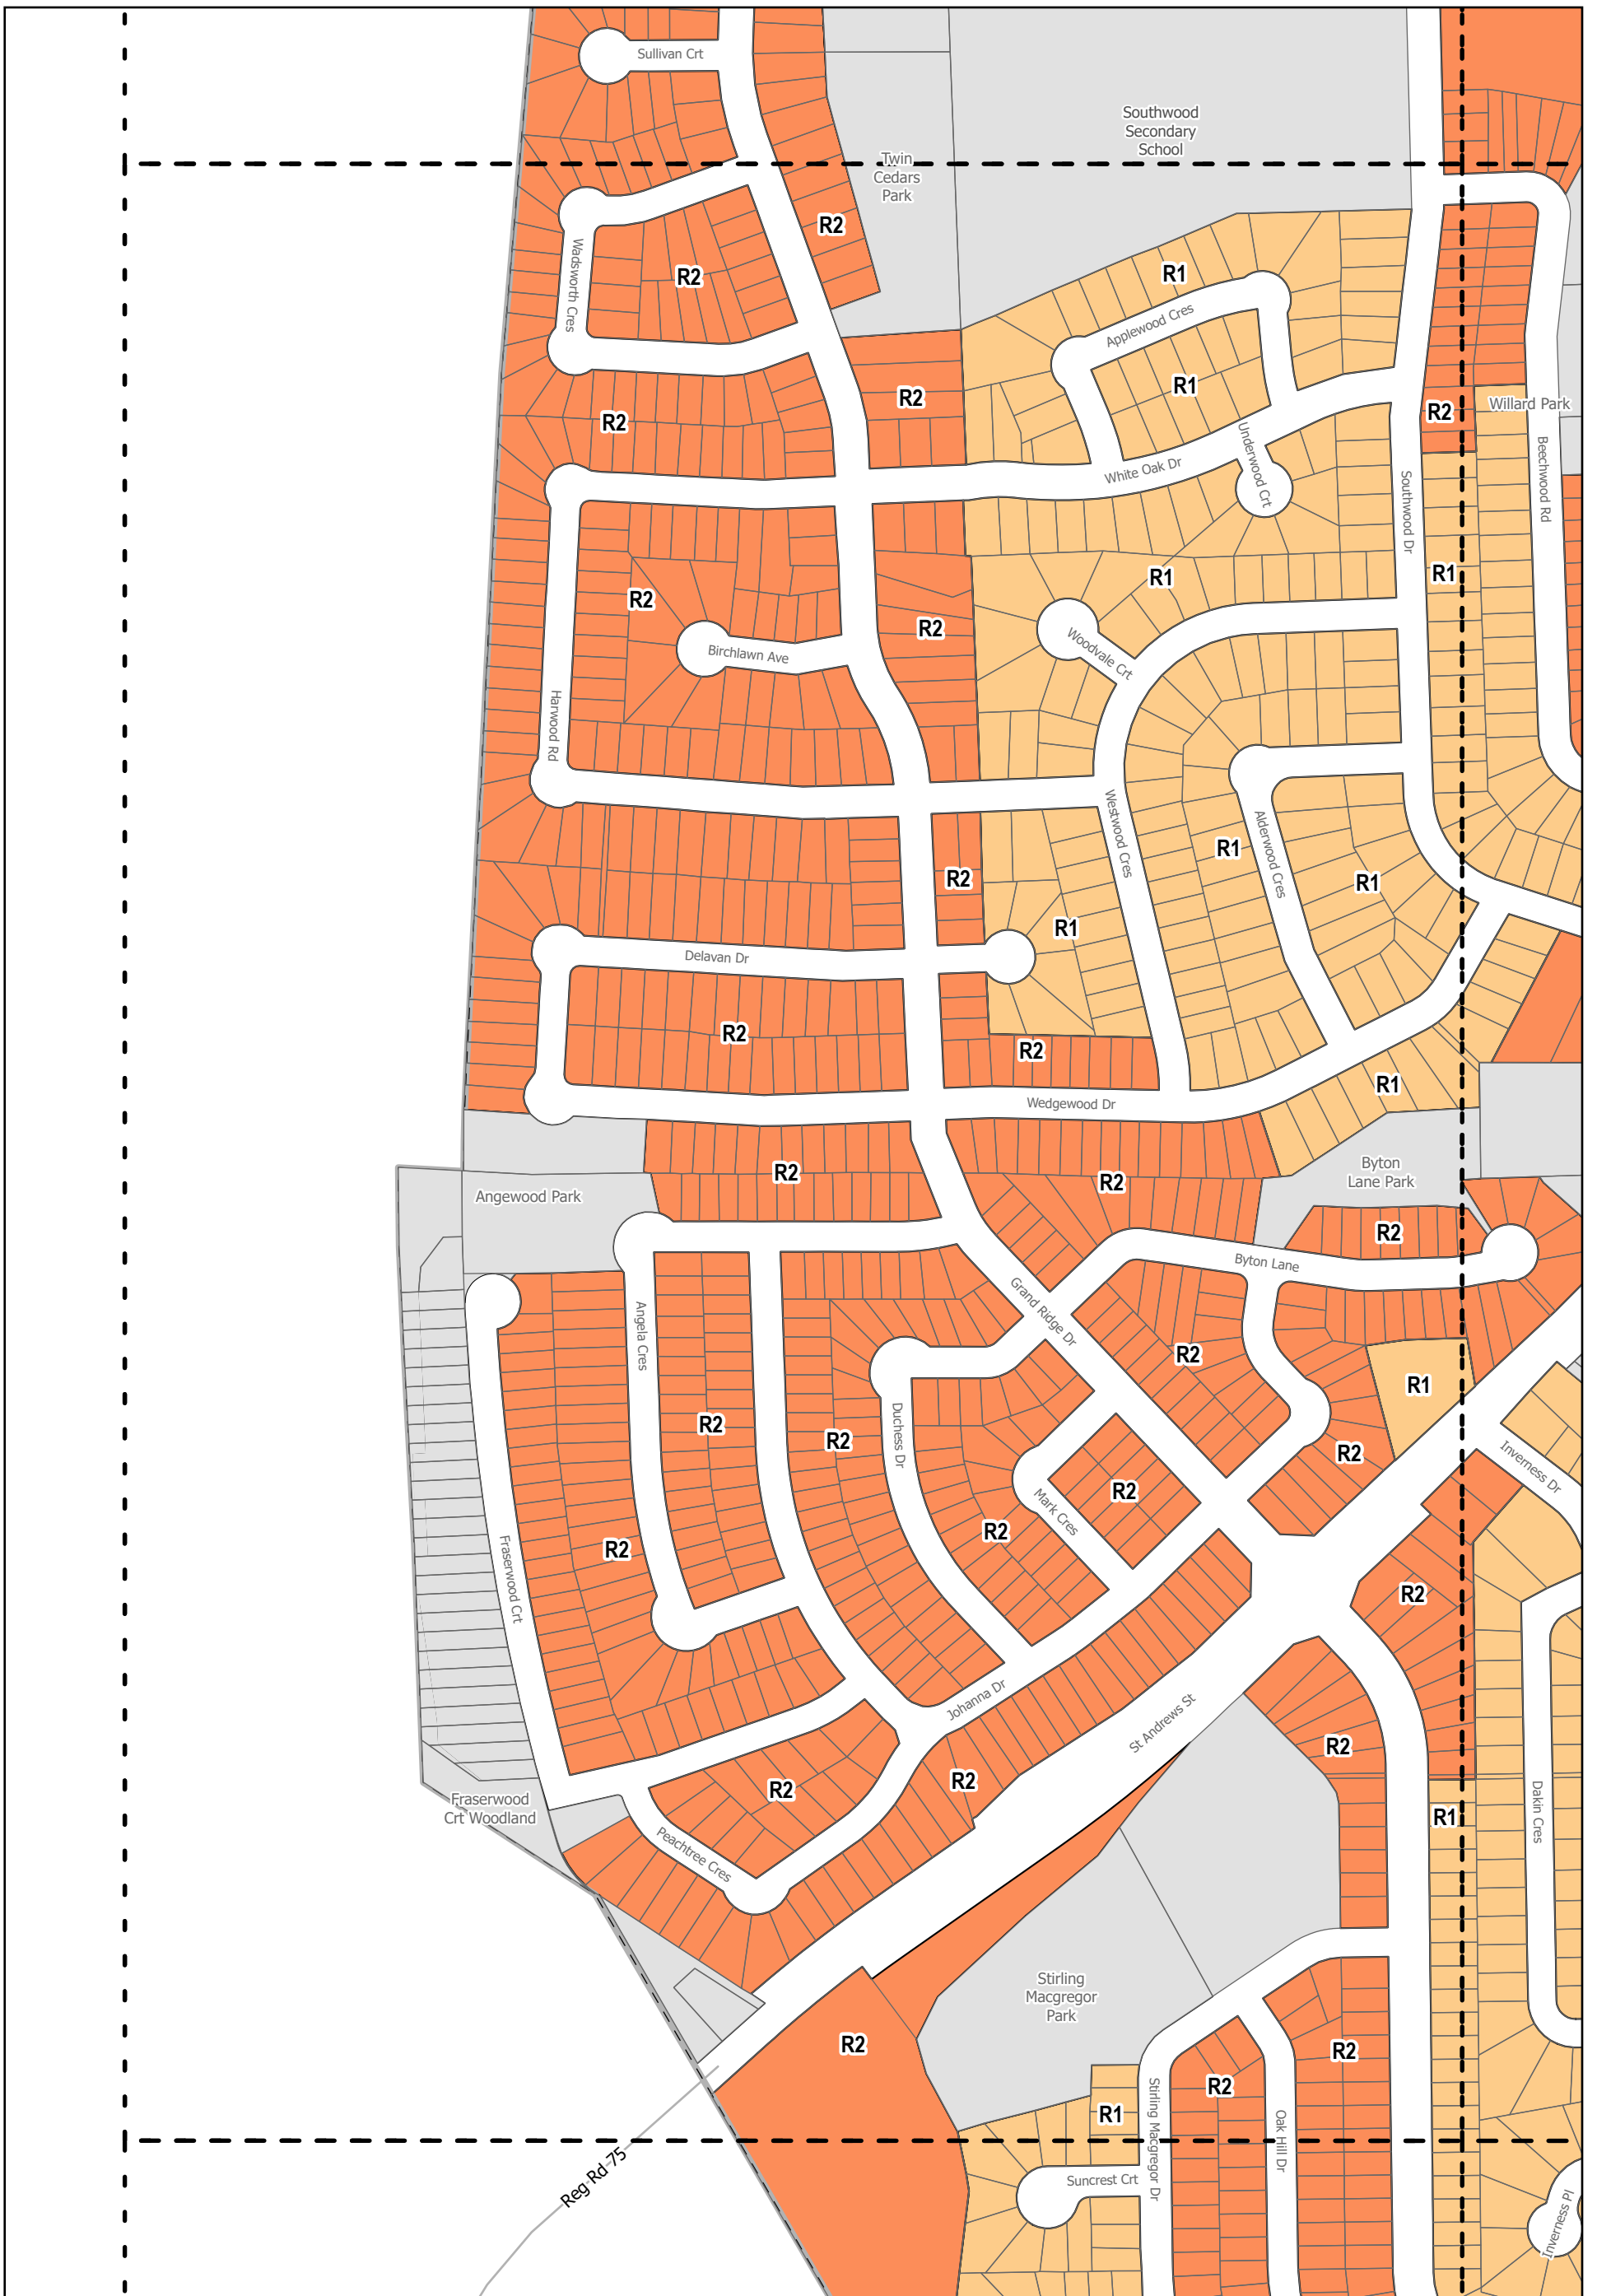 Sullivan Crt
Southwood
Secondary
School
Twin
Cedars
Park
R2
Wadsworth Cres
R2
R1
Applewood Cres
R1
R2
R2
R2
Willard Park
Underwood Crt
White Oak Dr
Southwood Dr
Beechwood Rd
R1
R1
R2
R2
Woodvale Crt
Birchlawn Ave
Harwood Rd
Westwood Cres
Alderwood Cres
R1
R2
R1
R1
Delavan Dr
R2
R2
R1
Wedgewood Dr
R2
R2
Byton
Lane Park
Angewood Park
R2
Byton Lane
Grand Ridge Dr
Angela Cres
R2
R1
Duchess Dr
R2
R2
R2
Inverness Dr
R2
Mark Cres
R2
R2
Fraserwood Crt
R2
Johanna Dr
St Andrews St
R2
R2
R2
Fraserwood
Crt Woodland
Dakin Cres
R1
Peachtree Cres
Stirling
Macgregor
Park
R2
R2
R2
R1
Stirling Macgregor Dr
Oak Hill Dr
Reg Rd 75
Suncrest Crt
Inverness Pl